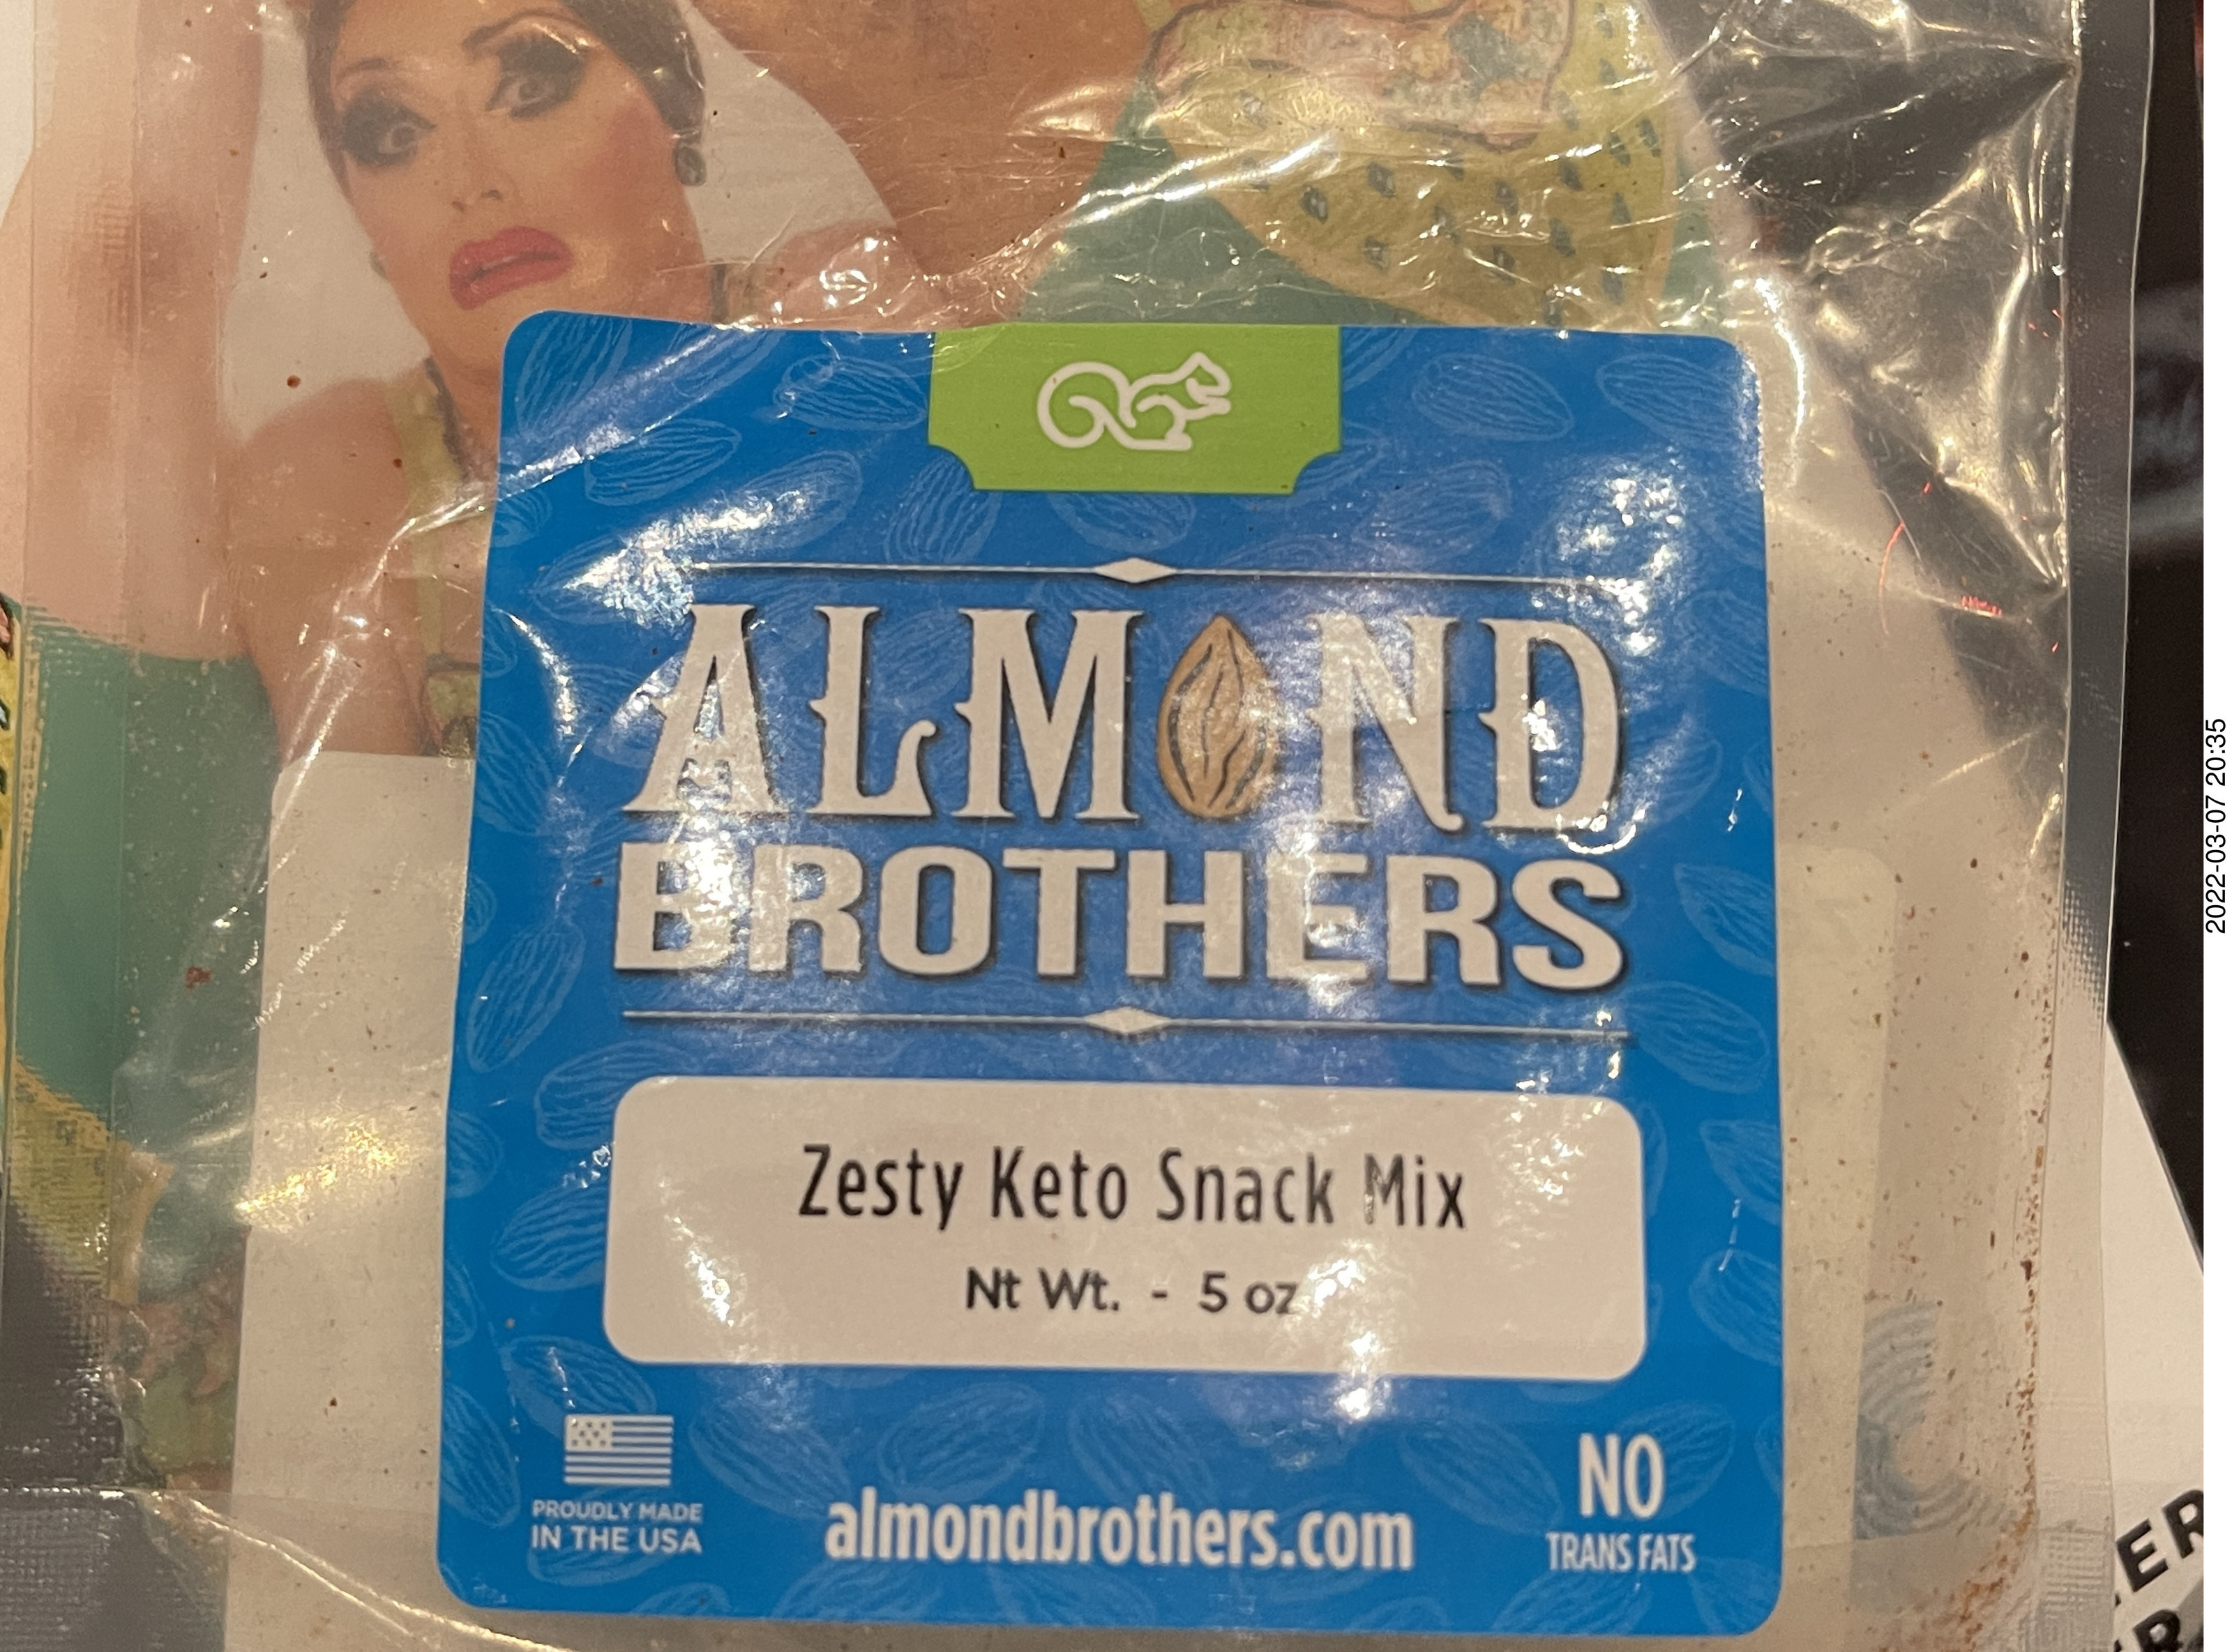 ALMOND
BROTHERS
Zesty Keto Snack Mix
Nt Wt. - 5 oz
PROUDLY MADE
IN THE USA
almondbrothers.com
NO
TRANS FATS
2022-03-07 20:35